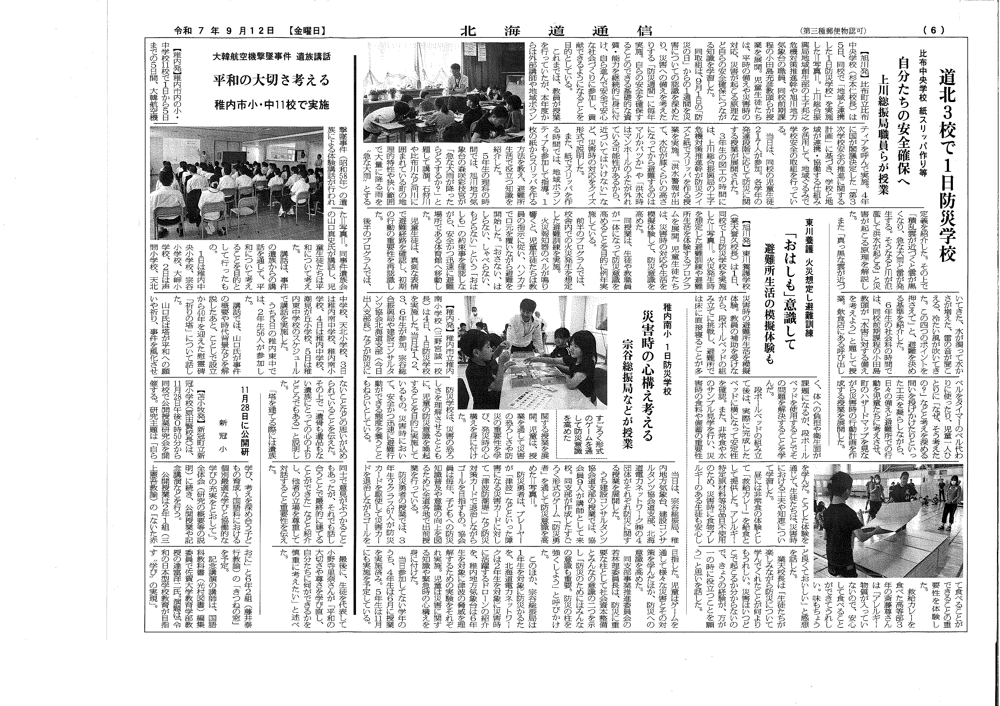 (6)
(第三種郵便物認可)
北海道通信
令和7年9月12日 【金曜日】
道北3校で1日防災学校
比布中央学校 紙スリッパ作り等
自分たちの安全確保へ
上川総振局職員らが授業
【旭川発】比布町立比布
中央学校(杉本仁校長)は
5日、同校で「地域と連携
した1日防災学校」を実施
した=写真=。上川総合振
興局地域創生部の土子邦之
危機対策推進幹や旭川地方
気象台の職員、同校前期課
程の小田島充彦教頭らが授
業を展開。児童生徒たち
は、平時の備えや災害時の
対応、災害が起こる原理な
ど自らの安全確保につなが
る知識を学習した。
同取組は、9月1日の「防
災の日」からの1週間を災
害についての認識を深めた
り、災害への備えを考えた
りする「防災週間」に毎年
実施。自らの安全を確保す
ることのできる基礎的な資
質・能力を継続的に身に付
け、自ら進んで安全で安心
な社会づくりに参加し、貢
献できるようになることを
目的としている。
これまでは、教員が授業
を行っていたが、本年度か
らは外部講師や地域ボラン
ティアを呼んで実施。4年
に国が閣議決定した「第3
次学校安全の推進に関する
計画」に基づき、学校と地
域が連携・協働する仕組み
を活用して、地域ぐるみで
学校安全の取組を行ってい
る。
当日は、同校の児童生徒
217人が参加。各学年の
発達段階に応じて防災に関
する授業が展開された。
3年生の図工の時間に
は、上川総合振興局の土子
危機対策推進幹が防災クイ
ズと紙でスリッパを作る授
業を実施。「洪水警報が出
て、水位が膝くらいの高さ
になってから避難するのは
マルかバツか」や「洪水時
はマンホールのふたが外れ
ている可能性があるから、
近づいてはいけない」な
ど、災害時の対応をクイズ
形式で説明した。
また、紙でスリッパを作
る時間では、地域ボラン
ティアも参加して指導。1
枚の紙からスリッパを作る
方法を教え、避難所
生活で役立つ知識を
紹介した。
5年生の理科の時
間では、旭川地方気
象台の森咲彩技官が
「急な大雨が降った
らどうするか?」と
題して講演。石狩川
や比布川など河川に
囲まれている町の地
理的特性や狭い範囲
で大量に降る雨を
〝急な大雨〟とする
定義を紹介した。その上で
「積乱雲が近づくと雲が黒
くなり、急な大雨と雷が発
生する。そうなると川が氾
濫して洪水が起こる」と災
害が起こる原理を解説し
た。
また「真っ黒な雲が近づ
いてきた、水が濁って水か
さが増えた、雷の音が聞こ
える、冷たい風が吹いてき
た。この四つのポイントを
押さえて」と、避難を決め
る基準を紹介した。
6年生の社会科の時間で
は、同校前期課程の小田島
教頭が「水害に対する備え
を考えよう」と題して授
業。飲食店にある呼び出し
ベルをタイマーのベル代わ
りに使ったり、児童一人ひ
とりに「なぜ、そう考えた
の?」などと考えを深める
問いを投げかけたりといっ
た工夫を凝らしながら、
日々の備えと避難所での行
動を児童たちに考えさせ、
町のハザードマップを見な
がら災害時の行動計画を作
成する授業を展開した。
東川養護 火災想定し避難訓練
「おはしも」意識して
避難所生活の模擬体験も
【旭川発】東川養護学校
(業天誉久校長)は1日、
同校で1日防災学校を実施
した=写真=。火災発生時
を想定した避難訓練や避難
所生活を体験するプログラ
ムを展開。児童生徒たち
は、災害時の対応や生活を
模擬体験して、防災意識を
高めた。
同授業は、生徒や教職員
が一体になって防災意識を
高めることを目的に例年実
施している。
前半のプログラムでは、
校舎内での火災発生を想定
した避難訓練を実施。
火災報知器のベルが鳴り
響くと、児童生徒たちは教
員の指示に従い、ハンカチ
で口元を覆いながら避難を
開始した。「おさない、は
しらない、しゃべらない、
もどらない」という「おは
しも」の約束事を確認しな
がら、安全かつ迅速に避難
場所である体育館へ移動し
た。
児童生徒は、真剣な表情
で避難経路を確認し、初期
の行動の重要性を再認識し
た。
後半のプログラムでは、
災害時の避難所生活を模擬
体験。教員の補助を受けな
がら、段ボールベッドの組
み立てに挑戦し、避難所で
は床に直接寝ることが多
く、体への負担や衛生面が
課題になるが、段ボール
ベッドを使用することでそ
の問題を解決することを学
んだ。
段ボールベッドの組み立
て後は、実際に完成した
ベッドに横になって安定性
を確認。また、非常食や水
のサンプル見学を行い、災
害時の食料や備蓄の重要性
を学んだ。こうした体験を
通じて、生徒たちは、災害時
における工夫や知恵につい
て学習した。
昼には非常食の体験とし
て「救給カレー」を給食と
して提供した。アレルギー
特定原材料等28品目不使用
のため、災害時に食物アレ
ルギーのある生徒も安心し
て食べることが
できることの重
要性を体験し
た。
救給カレーを
食べた高等部3
年の斎藤尊さん
は「アレルギー
物質が入ってい
ないので、安心
して食べること
ができてうれし
い。味もちょう
ど良くておいしい」と感想
を話した。
業天校長は「生徒たちが
楽しみながら防災について
学んでくれたことが何より
もうれしい。災害はいつど
こで起こるか分からないの
で、きょうの経験が、万が
一の時に役立つことを願
う」と思いを話した。
稚内南小 1日防災学校
災害時の心構え考える
宗谷総振局などが授業
【稚内発】稚内市立稚内
南小学校(三野宮誠一校
長)は4日、1日防災学校
を実施した。当日は1、2、
3、6年生が参加。宗谷総
合振興局や建設コンサルタ
ンツ協会北海道支部(今日
出人支部長)などが防災に
関する授業を展
開。児童は、授
業を通して災害
の恐ろしさや防
災の重要性を学
び、発災時の心
構えを身に付け
た。
すごろく形式
のゲームを通
して防災意識
を高めた
防災学校は、災害の恐ろ
しさを理解させるととも
に、児童の防災意識を喚起
することを目的に実施して
いるもの。災害時におい
て、安全かつ迅速に避難行
動ができる態度を養うこと
もねらいとしている。
当日は、宗谷総振局、稚
内地方気象台、建設コンサ
ルタンツ協会道支部、北海
道電力ネットワーク㈱の4
団体がそれぞれ防災に関す
る授業を展開した。
うち建設コンサルタンツ
協会道支部の授業では、協
会員9人が講師として来
校。同支部が作成したすご
ろく形式のゲーム「防災勇
者」を通して防災意識を高
めた=写真=。
防災勇者は、プレーヤー
が「津波」などといった障
害になる災害カードに対し
て「津波防潮堤」など防災
対策カードで退治しながら
ゴールを目指すもの。協会
員は毎年、子どもへの防災
知識普及や意識の向上を図
るために全道各地で出前授
業を行っている。
防災勇者の授業では、3
年生2クラス67人が防災
カードを駆使して災害カー
ドを退治しながらゴールを
目指した。児童はゲームを
通して様々な災害とその対
策を学んだほか、防災への
意識を高めた。
同支部事業推進委員会の
若林理委員長は、防災に重
要な柱として社会資本整備
とみんなの意識の二つを示
し「防災のためにはみんな
の意識も重要。防災の柱を
強くしよう」と呼びかけ
た。
このほか、宗谷総振局は
1年生を対象に防災かるた
を、北海道電力ネットワー
クは2年生を対象に災害時
に活躍するドローンの紹介
を、稚内地方気象台は6年
生を対象に津波の脅威を理
解するための実験をそれぞ
れ実施。児童は災害に関す
る知識や緊急時の心構えを
身に付けた。
当日参加してない学年の
うち、4年生は6月に授業
を実施済み。5年生は11月
にも実施を予定している。
大韓航空機撃墜事件 遺族講話
平和の大切さ考える
稚内市小・中11校で実施
【稚内発】稚内市内の小・
中学校11校で1日から5日
までの5日間、大韓航空機
撃墜事件(昭和58年)の遺
族による体験講話が行われ
た=写真=。同事件遺族会
の山口真史氏が講話し、児
童生徒たちは平
和について考え
た。
講話は、事件
の遺族からの講
話を通して、平
和について考え
ることを目的と
して行ったも
の。
1日は稚内中
央小学校、宗谷
小学校、大岬小
学校、2日は声
問小学校、天北
中学校、天北小学校、3日
は稚内南中学校、稚内南小
学校、4日は稚内中学校、
潮見が丘小学校、5日は稚
内東中学校のスケジュール
で講話を実施した。
うち5日の稚内東中で
は、2年生56人が参加し
た。
講話では、山口氏が事件
の概要や時代背景などを解
説したあと、ことしで設立
から40年を迎えた慰霊碑
「祈りの塔」について話し
た。
山口氏は塔が平和への願
いや祈り、事件を風化させ
ないことなどの思いが込め
られていることを伝えた。
その上で「遺骨も遺品もな
い遺族にとっての心のより
どころでもある」と説明し
た。
「塔を建てる際には遺族
同士で意見がぶつかること
もあったが、それでも話し
合うことで最終的に建てる
ことができた」などと紹介
し、他者の立場を尊重して
対話すること重要性を伝え
た。
最後に、生徒を代表して
小野寺里奈さんが「平和の
大切さや尊さを学び直し、
自分たちに何ができるかを
慎重に考えたい」と述べ
た。
11月28日に公開研
新冠小
【苫小牧発】新冠町立新
冠小学校(原田賢校長)は、
11月28日午後0時50分から
同校で公開授業研究会を開
催する。研究主題は「自ら
学び、考えを深め合う子ど
もの育成~国語科における
個別最適な学びと協働的な
学びの充実をとおして」。
全体会(研究の概要等の説
明)に続き、公開授業や記
念講演などを行う。
公開授業は2年1組(三
上憲吾教諭)の「ないた赤
おに」と6年2組(藤井泰
行教諭)の「きつねの窓」
を予定。
記念講演の講師は、国語
科教科書(光村図書)編集
委員で佐賀大学教育学部教
授の達富洋二氏。演題は「令
和の日本型学校教育が目指
す〝学び〟の実現」。